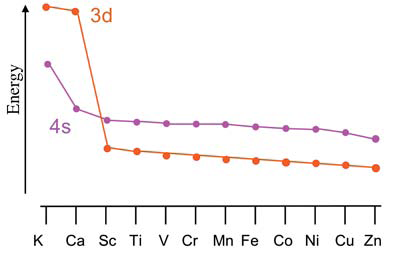 3d
Energy
4s
K Ca Sc Ti V Cr Mn Fe Co Ni Cu Zn